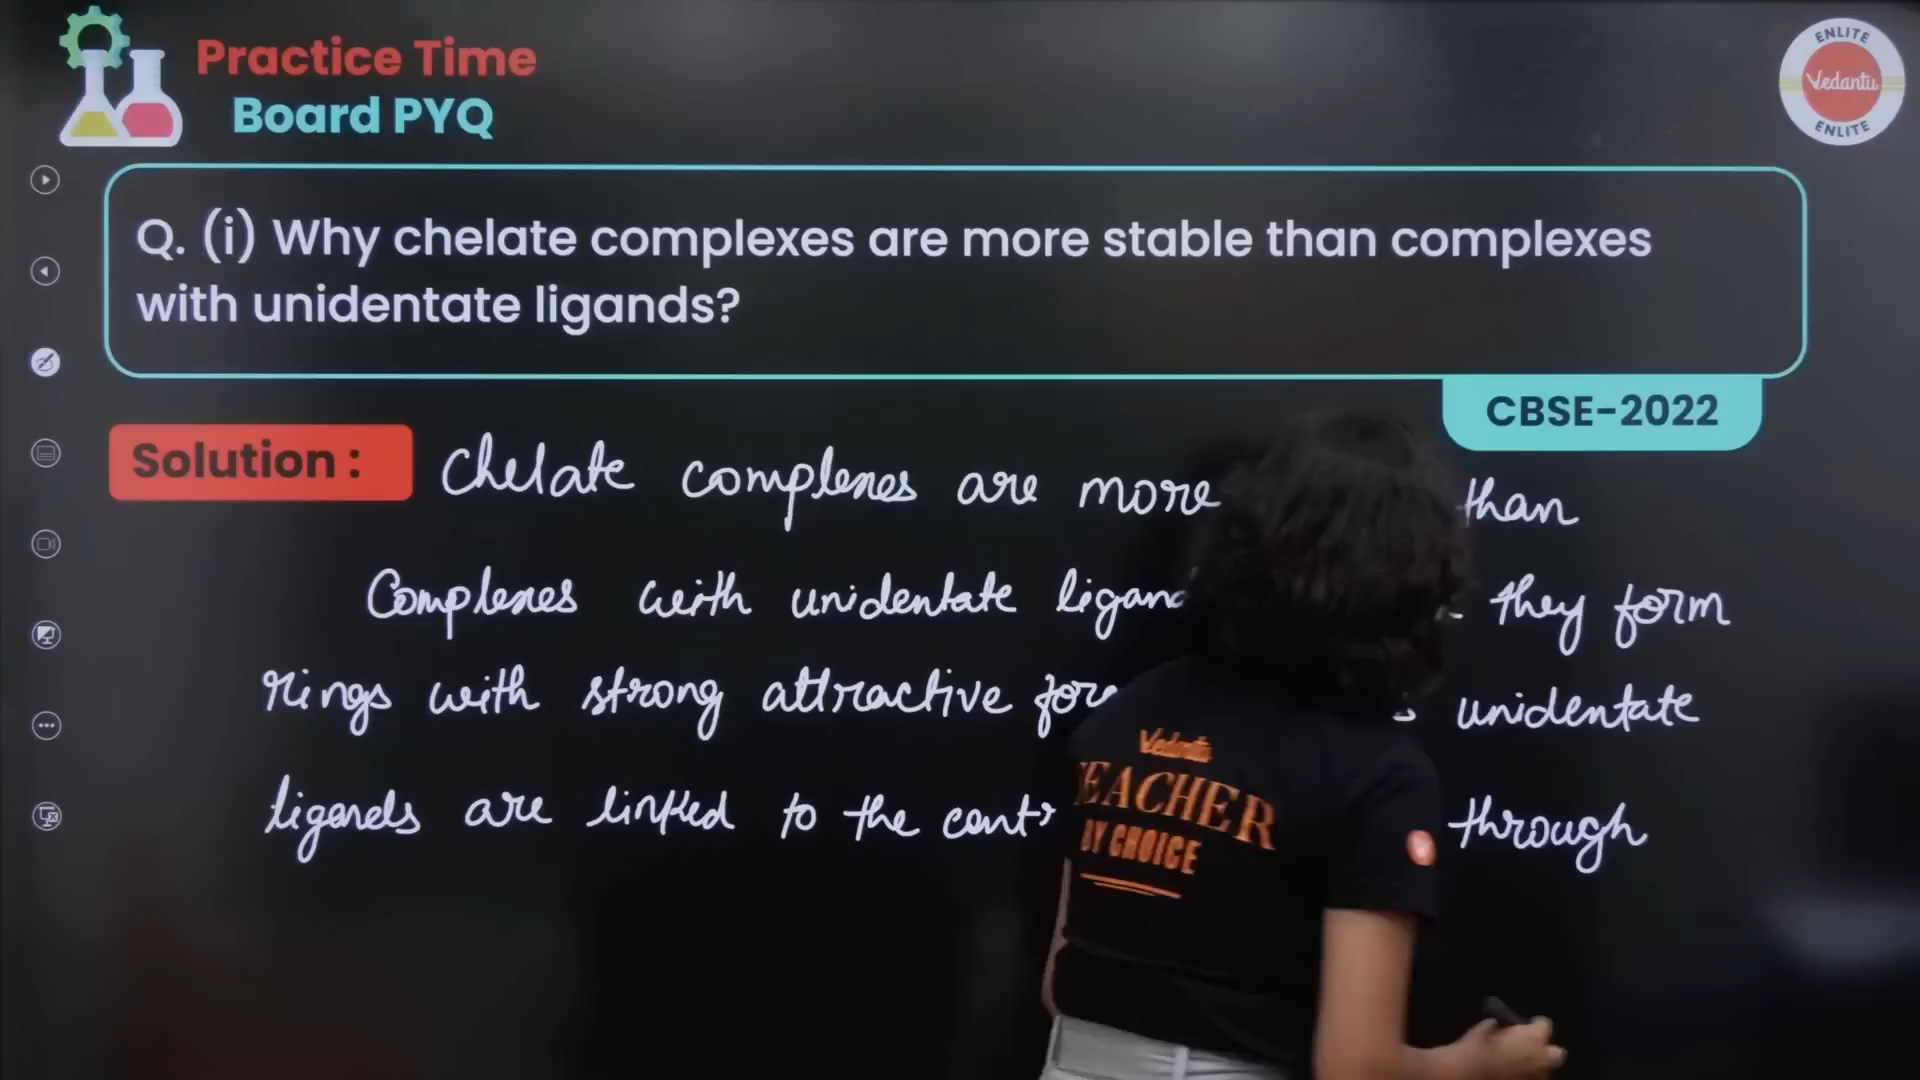 Practice Time
Board PYQ
ENLITE
Vedantu
ENLITE
Q. (i) Why chelate complexes are more stable than complexes
with unidentate ligands?
CBSE-2022
Solution :
Chelate complexes are more than
Complexes with unidentate they form
rings with strong attractive unidentate
ligands are linked to the through
Vedantu
TEACHER
BY CHOICE